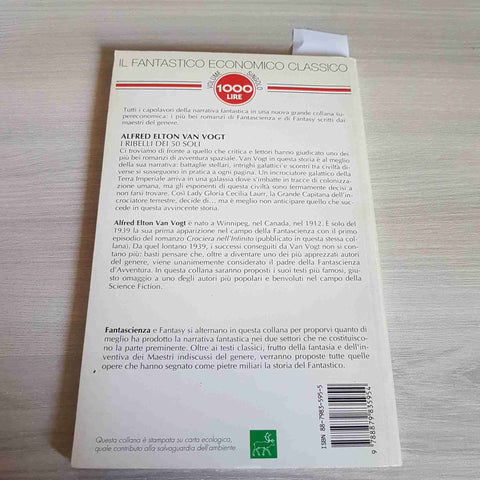 IL FANTASTICO ECONOMICO CLASSICO
VOLUME SINGOLO
1000
LIRE
Tutti i capolavori della narrativa fantastica in una nuova grande collana su-
pereconomica: i più bei romanzi di Fantascienza e di Fantasy scritti dai
maestri del genere.
ALFRED ELTON VAN VOGT
I RIBELLI DEI 50 SOLI
Ci troviamo di fronte a quello che critica e lettori hanno giudicato uno dei
più bei romanzi di avventura spaziale. Van Vogt in questa storia è al meglio
della sua narrativa: battaglie stellari, intrighi galattici e scontri tra civiltà di-
verse si susseguono in pratica a ogni pagina. Un incrociatore galattico della
Terra Imperiale arriva in una galassia dove s'imbatte in tracce di colonizza-
zione umana, ma gli esponenti di questa civiltà sono fermamente decisi a
non farsi trovare. Così Lady Gloria Cecilia Laurr, la Grande Capitana dell'in-
crociatore terrestre, decide di... ma è meglio non anticipare quello che suc-
cede in questa avvincente storia.
Alfred Elton Van Vogt è nato a Winnipeg, nel Canada, nel 1912. È solo del
1939 la sua prima apparizione nel campo della Fantascienza con il primo
episodio del romanzo Crociera nell'Infinito (pubblicato in questa stessa col-
lana). Da quel lontano 1939, i successi conseguiti da Van Vogt non si con-
tano più: basti pensare che, oltre a diventare uno dei più apprezzati autori
del genere, viene unanimemente considerato il padre della Fantascienza
d'Avventura. In questa collana saranno proposti i suoi testi più famosi, giu-
sto omaggio a uno degli autori più popolari e benvoluti nel campo della
Science Fiction.
Fantascienza e Fantasy si alternano in questa collana per proporvi quanto di
meglio ha prodotto la narrativa fantastica nei due settori che ne costituisco-
no la parte preminente. Oltre ai testi classici, frutto della fantasia e dell'in-
ventiva dei Maestri indiscussi del genere, verranno proposte tutte quelle
opere che hanno segnato come pietre miliari la storia del Fantastico.
Questa collana è stampata su carta ecologica,
quale contributo alla salvaguardia dell'ambiente.
ISBN 88-7983-595-5
9 788879 835954